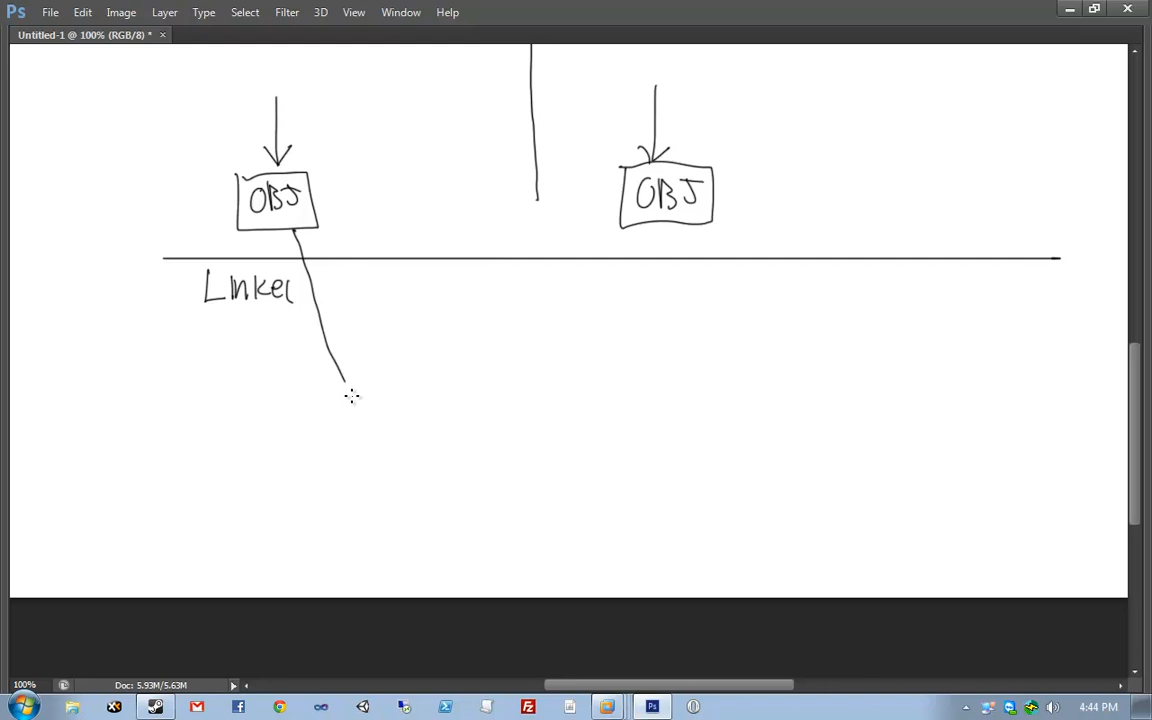 Ps File Edit Image Layer Type Select Filter 3D View Window Help
Untitled-1 @ 100% (RGB/8) *
OBJ OBJ
Linker
100% Doc: 5.93M/5.63M
Ps 4:44 PM